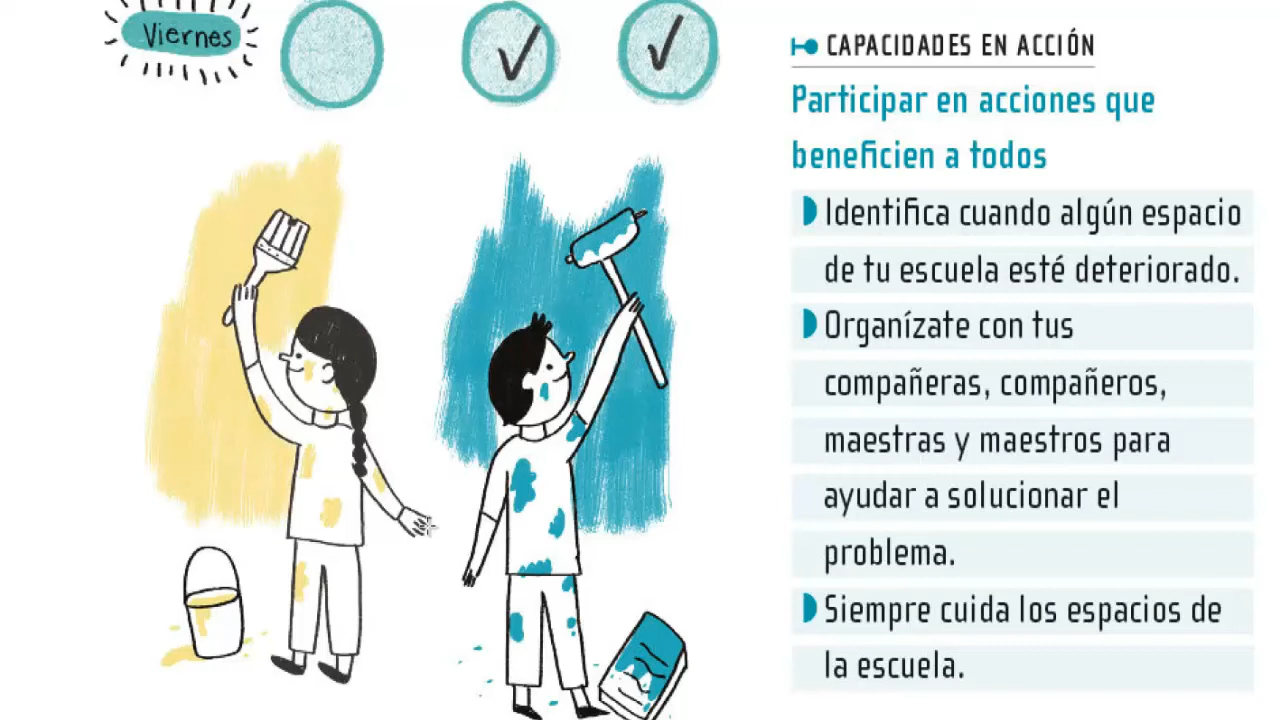 Viernes
CAPACIDADES EN ACCIÓN
Participar en acciones que
beneficien a todos
Identifica cuando algún espacio
de tu escuela esté deteriorado.
Organízate con tus
compañeras, compañeros,
maestras y maestros para
ayudar a solucionar el
problema.
Siempre cuida los espacios de
la escuela.